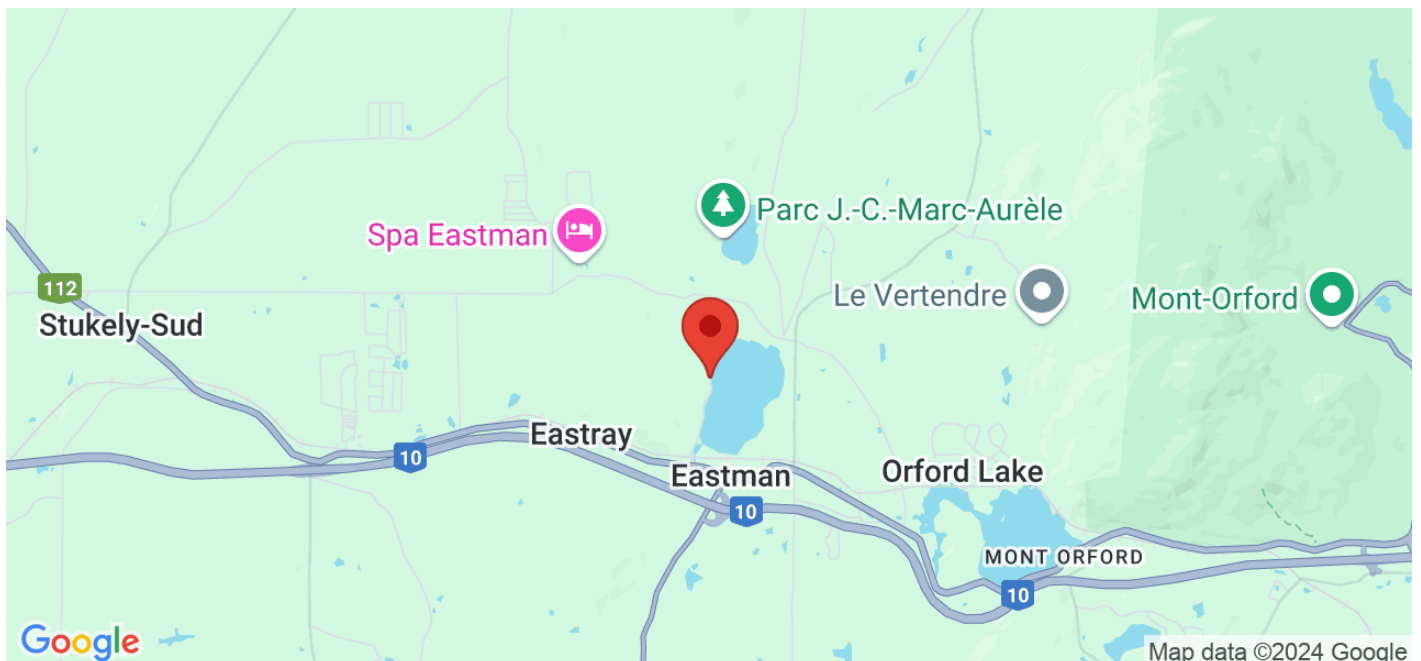 Parc J.-C.-Marc-Aurèle
Spa Eastman
112
Le Vertendre
Mont-Orford
Stukely-Sud
Eastray
10
Eastman
Orford Lake
10
MONT ORFORD
10
Google
Map data ©2024 Google